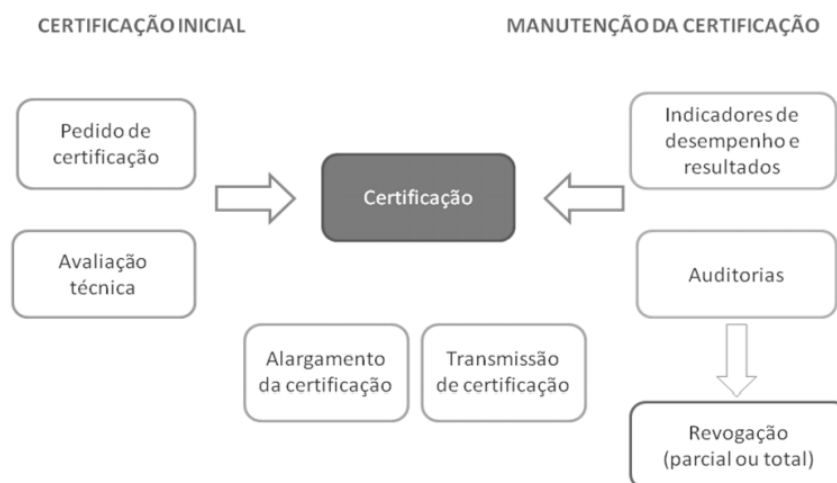 CERTIFICAÇÃO INICIAL
MANUTENÇÃO DA CERTIFICAÇÃO
Pedido de
certificação
Avaliação
técnica
Certificação
Alargamento
da certificação
Transmissão
de certificação
Indicadores de
desempenho e
resultados
Auditorias
Revogação
(parcial ou total)